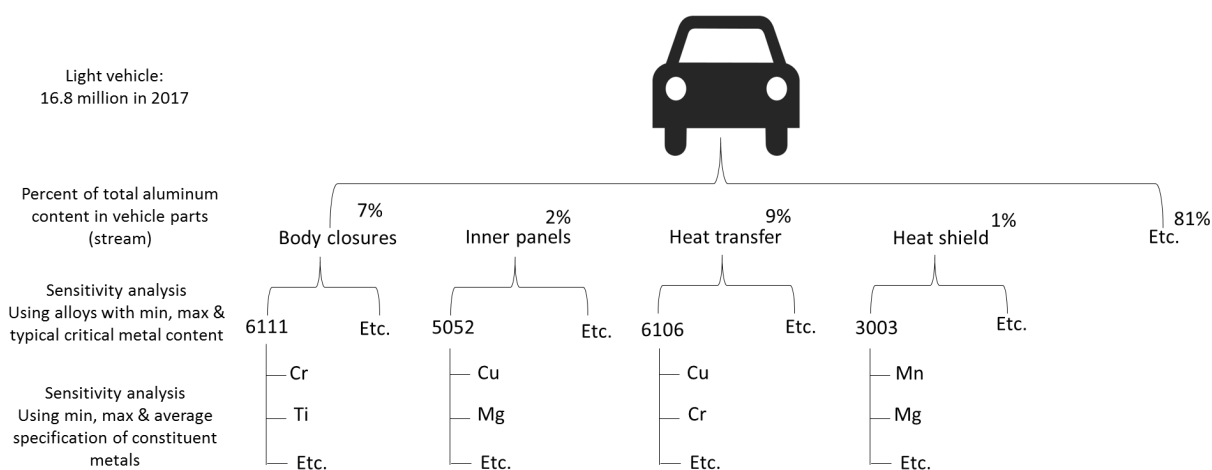 Light vehicle:
16.8 million in 2017
Percent of total aluminum
content in vehicle parts
(stream)
7%
Body closures
2%
Inner panels
9%
Heat transfer
1%
Heat shield
81%
Etc.
Sensitivity analysis
Using alloys with min, max &
typical critical metal content
6111
Etc.
5052
Etc.
6106
Etc.
3003
Etc.
Sensitivity analysis
Using min, max & average
specification of constituent
metals
Cr
Ti
Etc.
Cu
Mg
Etc.
Cu
Cr
Etc.
Mn
Mg
Etc.